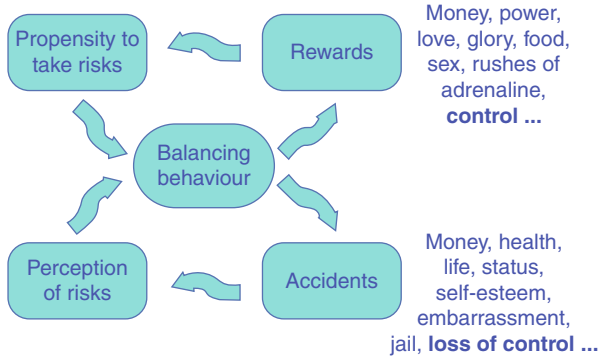 Propensity to
take risks
Rewards
Money, power,
love, glory, food,
sex, rushes of
adrenaline,
control ...
Balancing
behaviour
Perception
of risks
Accidents
Money, health,
life, status,
self-esteem,
embarrassment,
jail, loss of control ...